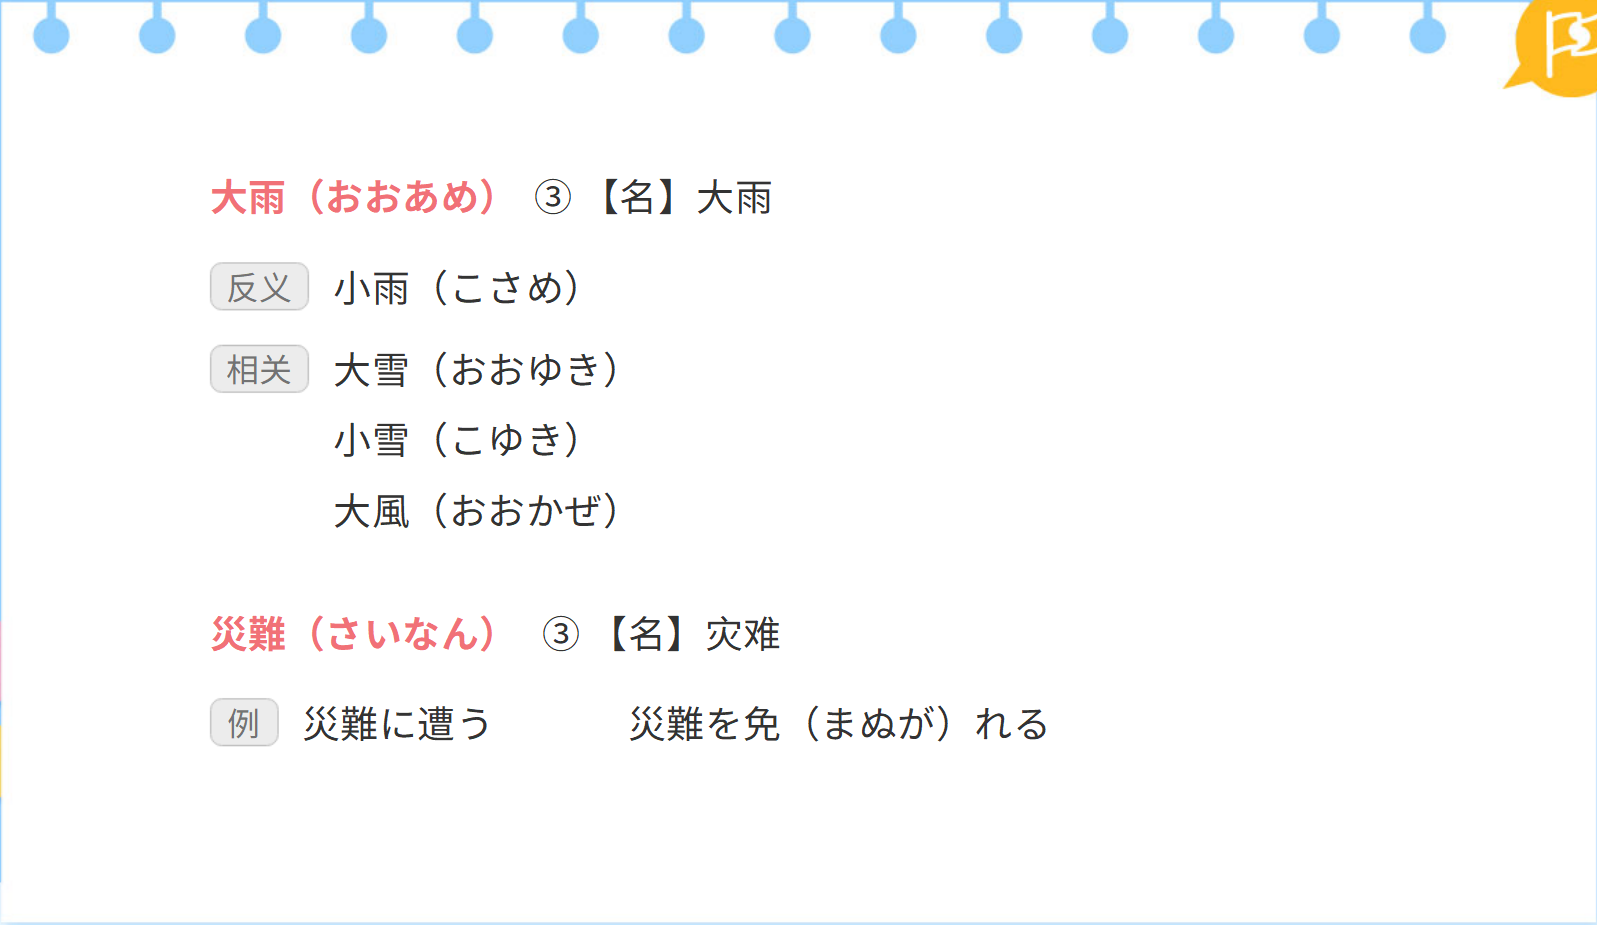 大雨（おおあめ） ③ 【名】大雨
反义 小雨（こさめ）
相关 大雪（おおゆき）
小雪（こゆき）
大風（おおかぜ）
災難（さいなん） ③ 【名】灾难
例 災難に遭う 災難を免（まぬが）れる